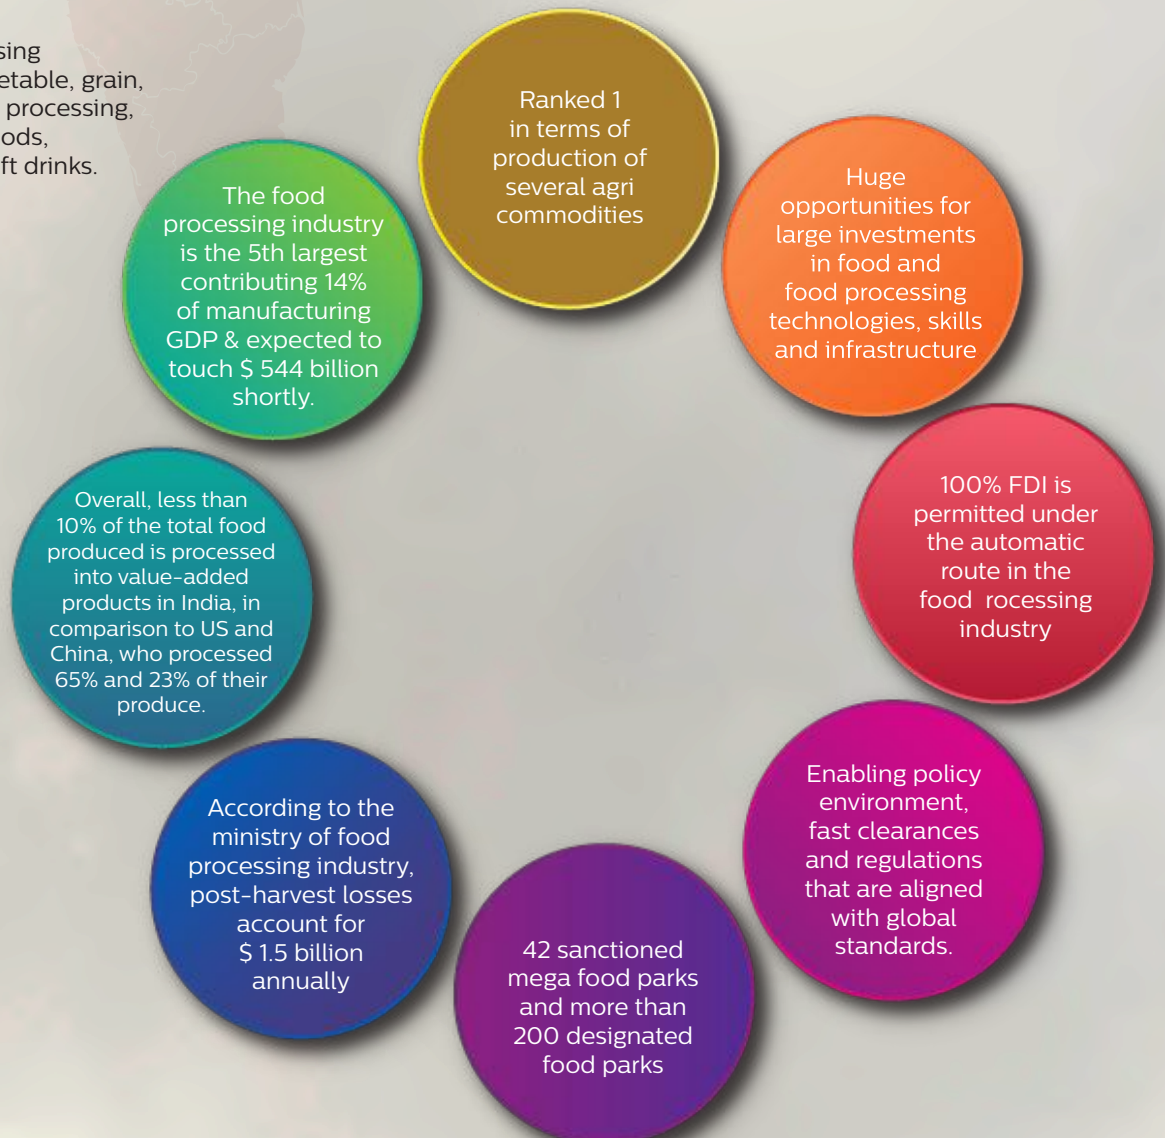 sing
etable, grain,
processing,
ods,
ft drinks.
Ranked 1
in terms of
production of
several agri
commodities
Huge
opportunities for
large investments
in food and
food processing
technologies, skills
and infrastructure
100% FDI is
permitted under
the automatic
route in the
food rocessing
industry
Enabling policy
environment,
fast clearances
and regulations
that are aligned
with global
standards.
42 sanctioned
mega food parks
and more than
200 designated
food parks
According to the
ministry of food
processing industry,
post-harvest losses
account for
$ 1.5 billion
annually
Overall, less than
10% of the total food
produced is processed
into value-added
products in India, in
comparison to US and
China, who processed
65% and 23% of their
produce.
The food
processing industry
is the 5th largest
contributing 14%
of manufacturing
GDP & expected to
touch $ 544 billion
shortly.